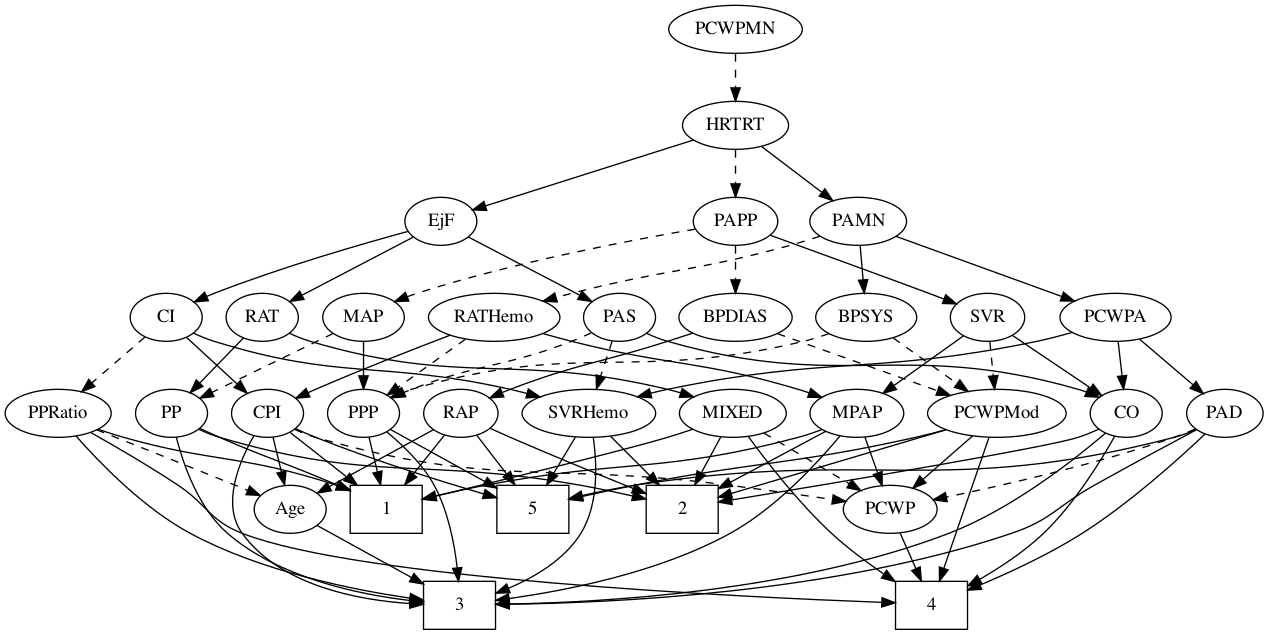 PCWPMN
HRTRT
EjF
PAPP
PAMN
CI
RAT
MAP
RATHemo
PAS
BPDIAS
BPSYS
SVR
PCWPA
PPRatio
PP
CPI
PPP
RAP
SVRHemo
MIXED
MPAP
PCWPMod
CO
PAD
Age
1
5
2
PCWP
3
4